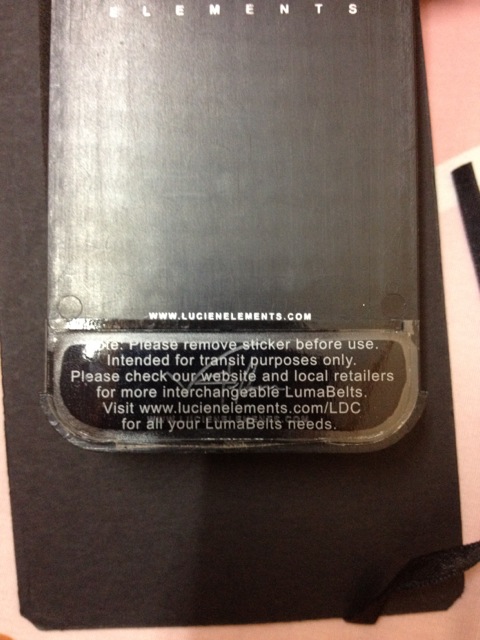 ELEMENTS
WWW.LUCIENELEMENTS.COM
Note: Please remove sticker before use.
Intended for transit purposes only.
Please check our website and local retailers
for more interchangeable LumaBelts.
Visit www.lucienelements.com/LDC
for all your LumaBelts needs.